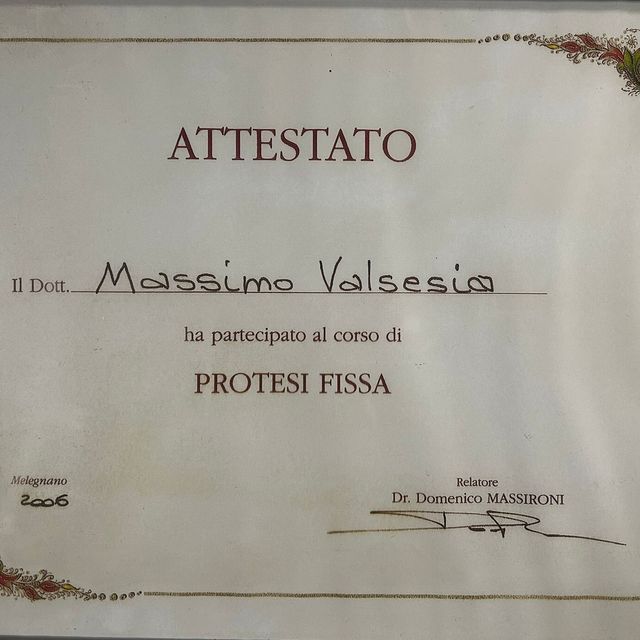 ATTESTATO
Il Dott. Massimo Valsesia
ha partecipato al corso di
PROTESI FISSA
Melegnano
2006
Relatore
Dr. Domenico MASSIRONI